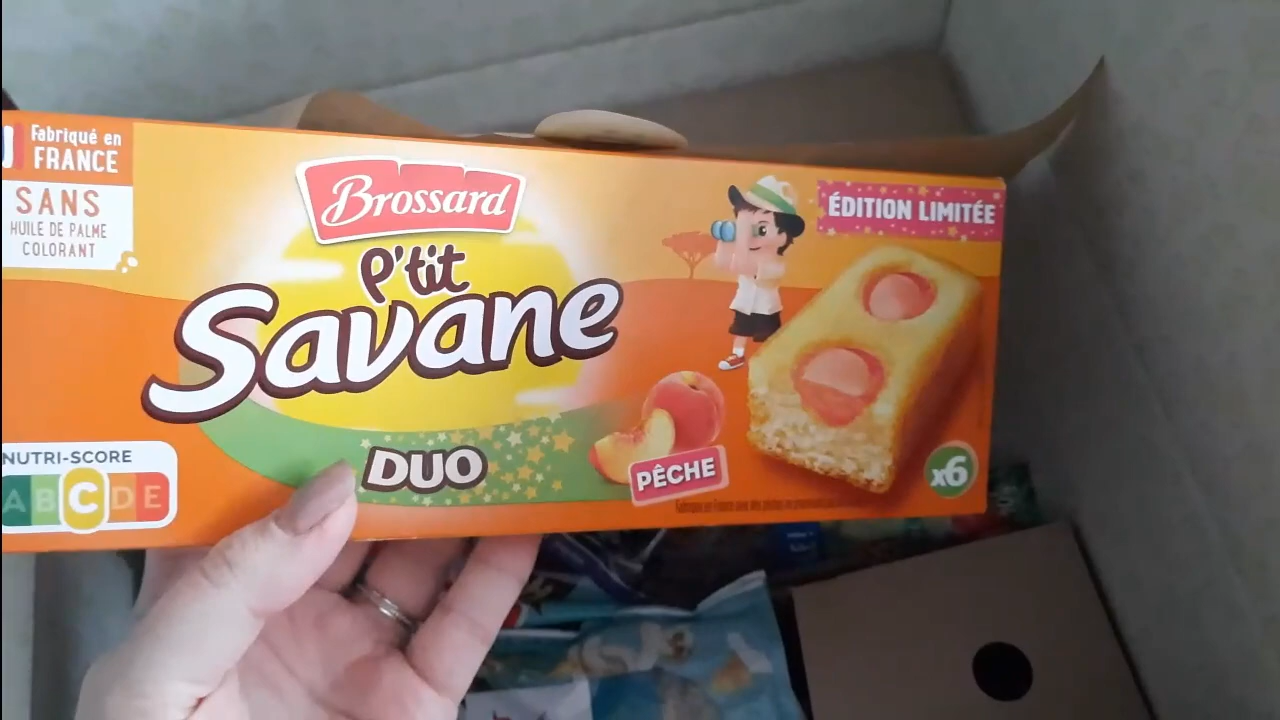 Fabriqué en
FRANCE
SANS
HUILE DE PALME
COLORANT
Brossard
P'tit
Savane
DUO
ÉDITION LIMITÉE
PÊCHE
x6
NUTRI-SCORE
A B C D E